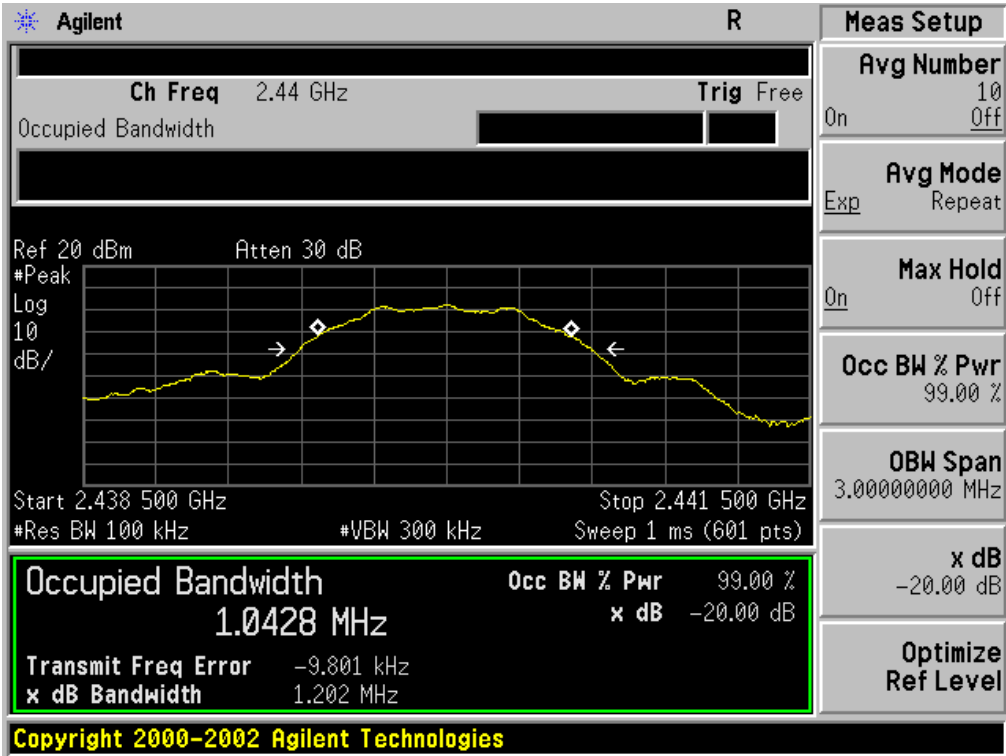 Agilent R
Ch Freq 2.44 GHz Trig Free
Occupied Bandwidth
Ref 20 dBm Atten 30 dB
#Peak
Log
10
dB/
Start 2.438 500 GHz Stop 2.441 500 GHz
#Res BW 100 kHz #VBW 300 kHz Sweep 1 ms (601 pts)
Occupied Bandwidth
1.0428 MHz
Occ BW % Pwr 99.00 %
x dB -20.00 dB
Transmit Freq Error -9.801 kHz
x dB Bandwidth 1.202 MHz
Copyright 2000-2002 Agilent Technologies
Meas Setup
Avg Number
10
On Off
Avg Mode
Exp Repeat
Max Hold
On Off
Occ BW % Pwr
99.00 %
OBW Span
3.00000000 MHz
x dB
-20.00 dB
Optimize
Ref Level